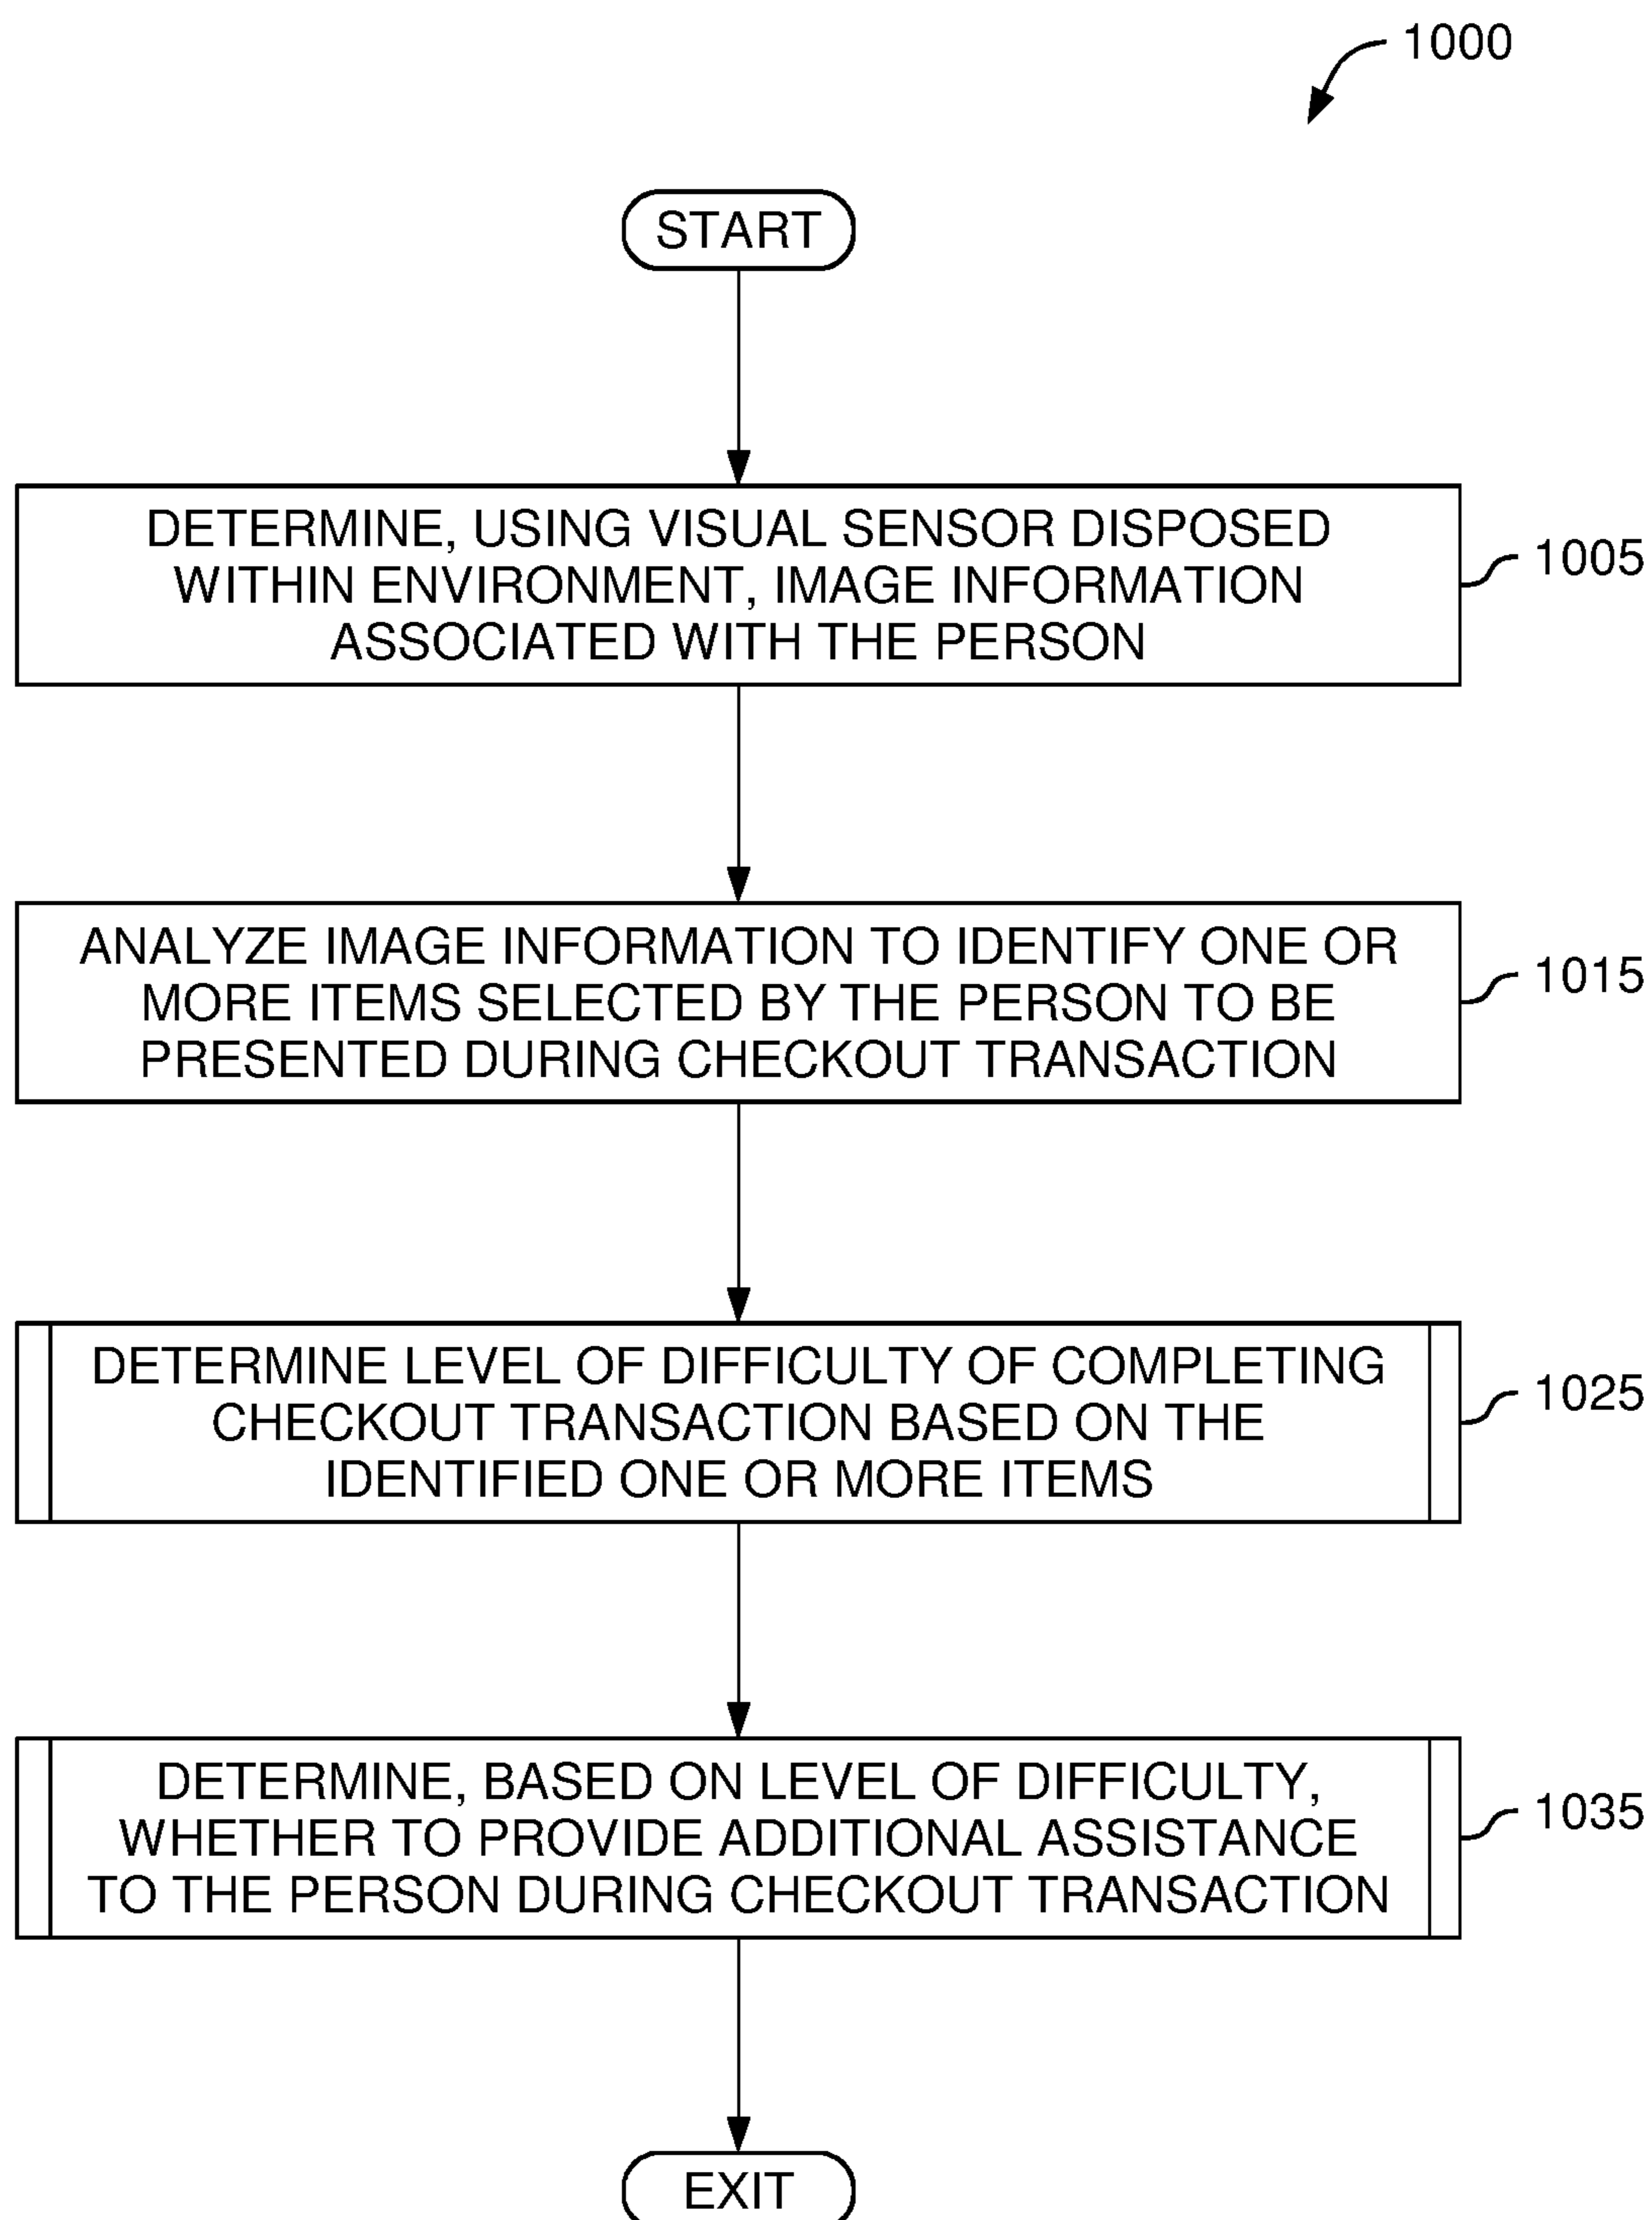 1000
START
DETERMINE, USING VISUAL SENSOR DISPOSED
WITHIN ENVIRONMENT, IMAGE INFORMATION
ASSOCIATED WITH THE PERSON
1005
ANALYZE IMAGE INFORMATION TO IDENTIFY ONE OR
MORE ITEMS SELECTED BY THE PERSON TO BE
PRESENTED DURING CHECKOUT TRANSACTION
1015
DETERMINE LEVEL OF DIFFICULTY OF COMPLETING
CHECKOUT TRANSACTION BASED ON THE
IDENTIFIED ONE OR MORE ITEMS
1025
DETERMINE, BASED ON LEVEL OF DIFFICULTY,
WHETHER TO PROVIDE ADDITIONAL ASSISTANCE
TO THE PERSON DURING CHECKOUT TRANSACTION
1035
EXIT